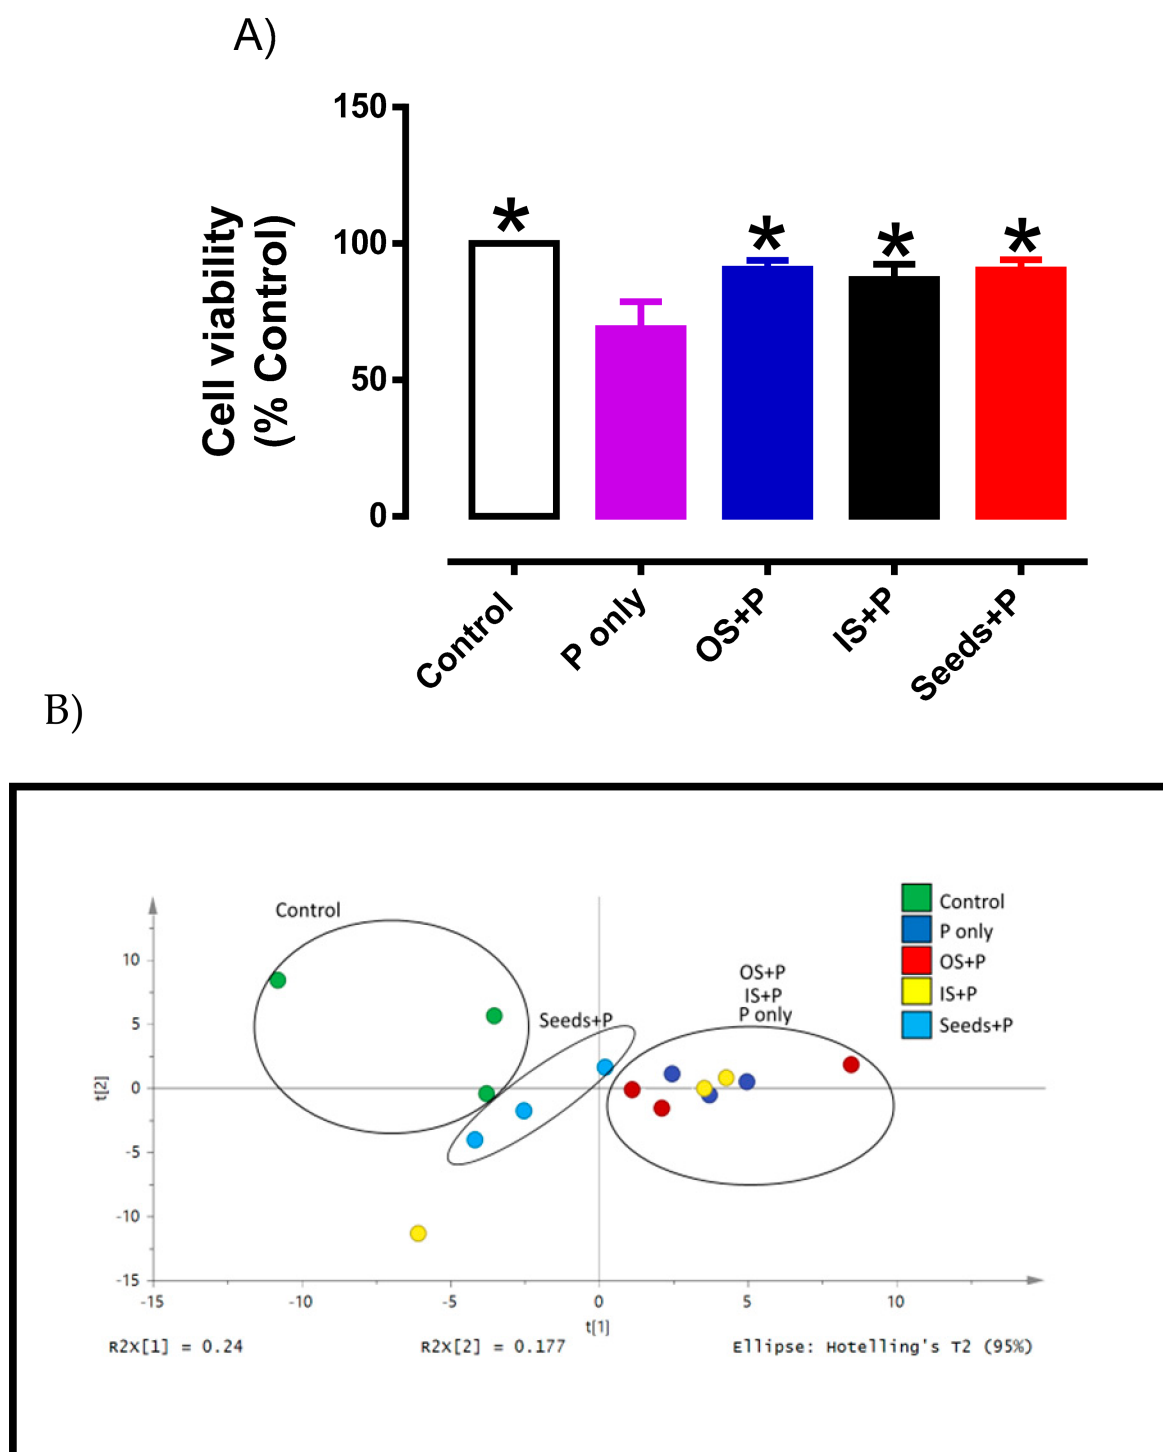 A)
150
100
50
0
Cell viability
(% Control)
*
*
*
*
Control
P only
OS+P
IS+P
Seeds+P
B)
Control
Seeds+P
OS+P
IS+P
P only
Control
P only
OS+P
IS+P
Seeds+P
10
5
0
-5
-10
-15
t[2]
-15
-10
-5
0
5
10
t[1]
R2X[1] = 0.24
R2X[2] = 0.177
Ellipse: Hotelling's T2 (95%)